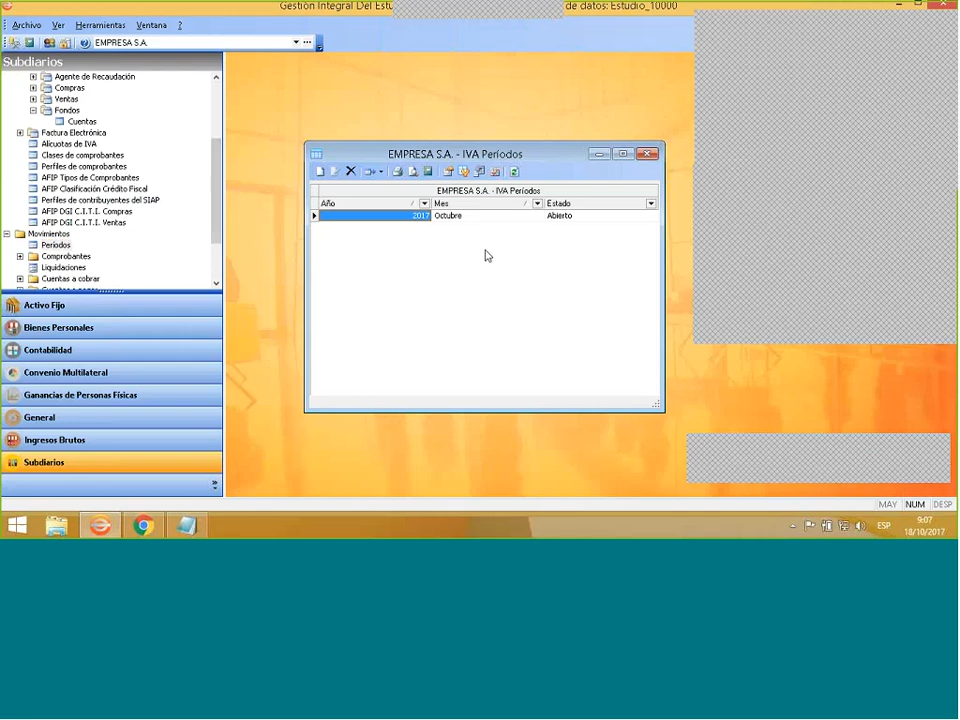 Gestión Integral Del Estu
de datos: Estudio_10000
Archivo Ver Herramientas Ventana ?
EMPRESA S.A.
Subdiarios
Agente de Recaudación
Compras
Ventas
Fondos
Cuentas
Factura Electrónica
Alícuotas de IVA
Clases de comprobantes
Perfiles de comprobantes
AFIP Tipos de Comprobantes
AFIP Clasificación Crédito Fiscal
Perfiles de contribuyentes del SIAP
AFIP DGI C.I.T.I. Compras
AFIP DGI C.I.T.I. Ventas
Movimientos
Períodos
Comprobantes
Liquidaciones
Cuentas a cobrar
Activo Fijo
Bienes Personales
Contabilidad
Convenio Multilateral
Ganancias de Personas Físicas
General
Ingresos Brutos
Subdiarios
EMPRESA S.A. - IVA Períodos
EMPRESA S.A. - IVA Períodos
Año Mes Estado
2017 Octubre Abierto
MAY NUM DESP
ESP
9:07
18/10/2017